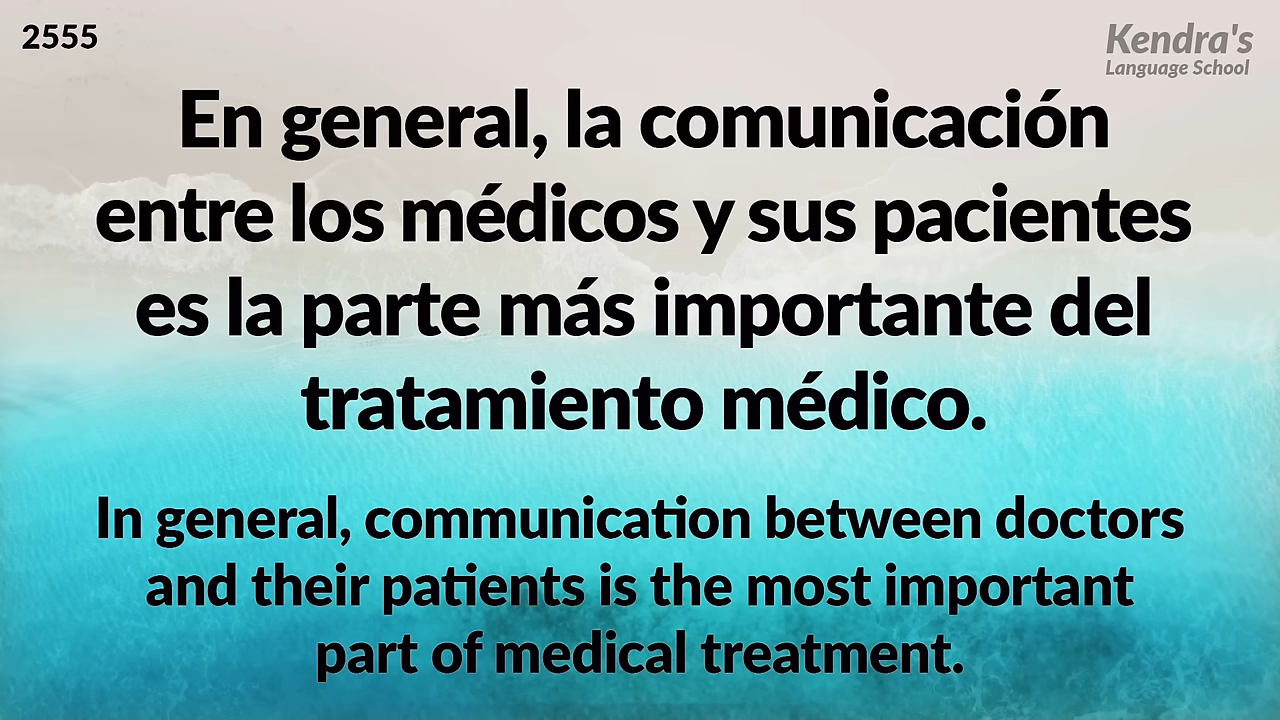 2555
Kendra's
Language School
En general, la comunicación
entre los médicos y sus pacientes
es la parte más importante del
tratamiento médico.
In general, communication between doctors
and their patients is the most important
part of medical treatment.